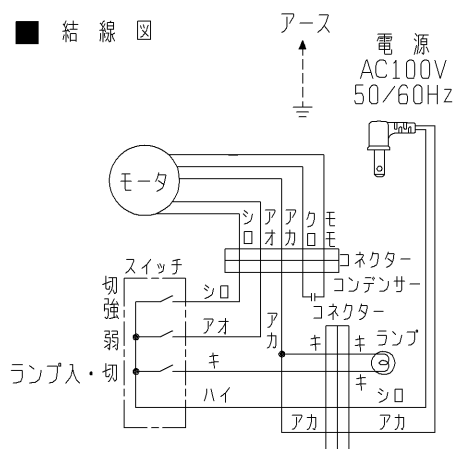 ■ 結線図
アース
電源
AC100V
50/60Hz
モータ
シロ
アオ
アカ
クロ
モモ
コネクター
コンデンサー
スイッチ
切
強
弱
ランプ入・切
シロ
アオ
キ
ハイ
アカ
コネクター
ランプ
キ
キ
キ
シロ
アカ
アカ